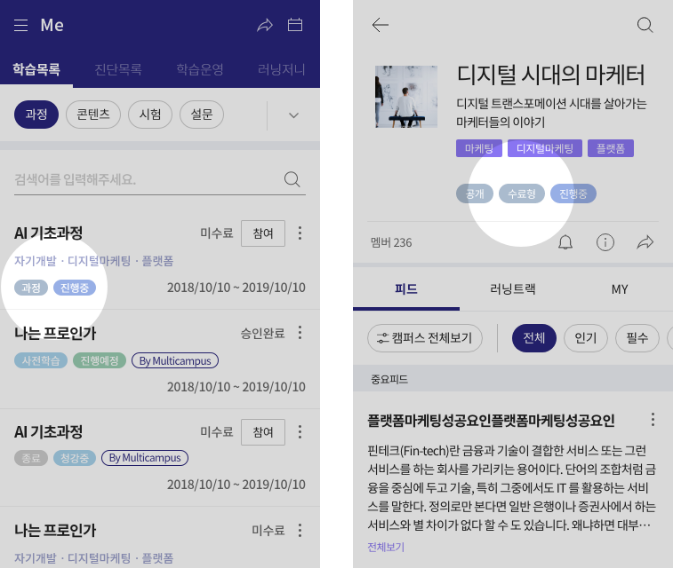 Me
학습목록 진단목록 학습운영 러닝저니
과정 콘텐츠 시험 설문
검색어를 입력해주세요.
AI 기초과정 미수료 참여
자기개발 · 디지털마케팅 · 플랫폼
과정 진행중 2018/10/10 ~ 2019/10/10
나는 프로인가 승인완료
사전학습 진행예정 By Multicampus
2018/10/10 ~ 2019/10/10
AI 기초과정 미수료 참여
종료 청강중 By Multicampus
2018/10/10 ~ 2019/10/10
나는 프로인가 미수료
자기개발 · 디지털마케팅 · 플랫폼
디지털 시대의 마케터
디지털 트랜스포메이션 시대를 살아가는
마케터들의 이야기
마케팅 디지털마케팅 플랫폼
공개 수료형 진행중
멤버 236
피드 러닝트랙 MY
캠퍼스 전체보기 전체 인기 필수
중요피드
플랫폼마케팅성공요인플랫폼마케팅성공요인
핀테크(Fin-tech)란 금융과 기술이 결합한 서비스 또는 그런
서비스를 하는 회사를 가리키는 용어이다. 단어의 조합처럼 금
융을 중심에 두고 기술, 특히 그중에서도 IT 를 활용하는 서비
스를 말한다. 정의로만 본다면 일반 은행이나 증권사에서 하는
서비스와 별 차이가 없다 할 수 도 있습니다. 왜냐하면 대부…
전체보기